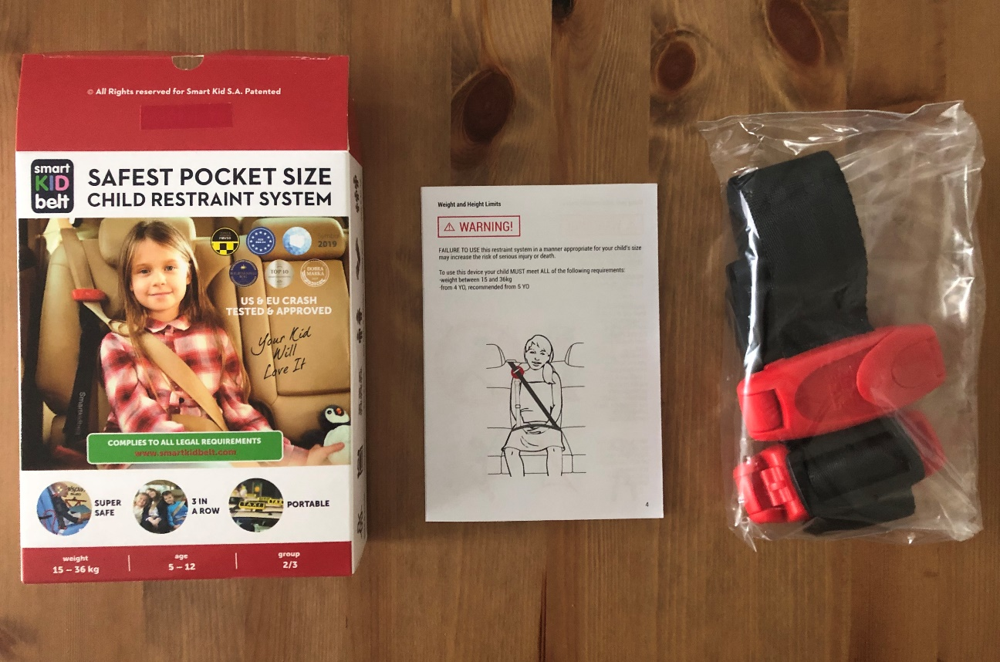 © All Rights reserved for Smart Kid S.A. Patented
smart
KID
belt
SAFEST POCKET SIZE
CHILD RESTRAINT SYSTEM
2019
TOP 10
DOBRA
MARKA
US & EU CRASH
TESTED & APPROVED
Your Kid
Will
Love It
Smartkidbelt
COMPLIES TO ALL LEGAL REQUIREMENTS
www.smartkidbelt.com
SUPER
SAFE
3 IN
A ROW
TAXI
PORTABLE
weight
15 – 36 kg
age
5 – 12
group
2/3
Weight and Height Limits
WARNING!
FAILURE TO USE this restraint system in a manner appropriate for your child's size
may increase the risk of serious injury or death.
To use this device your child MUST meet ALL of the following requirements:
-weight between 15 and 36kg
-from 4 YO, recommended from 5 YO
4